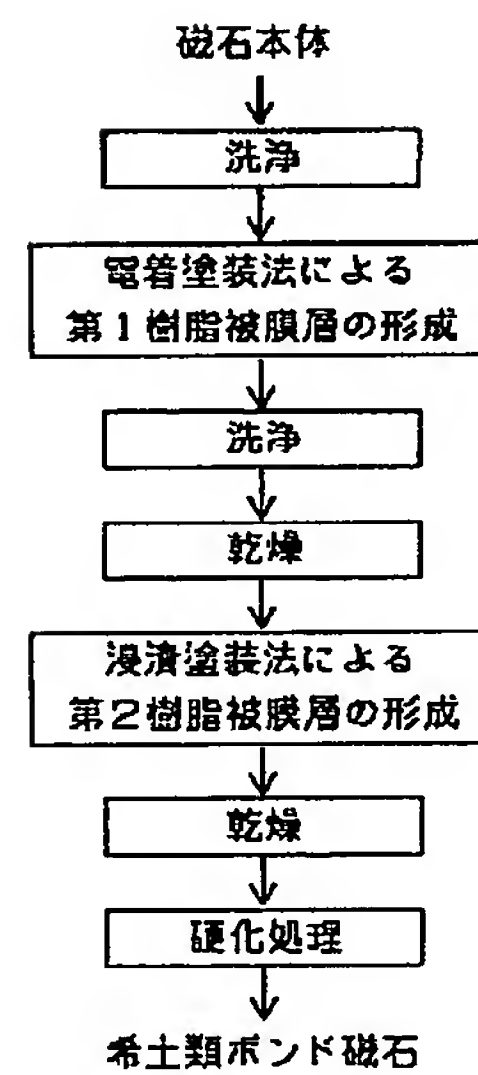 磁石本体
洗浄
電着塗装法による
第1樹脂被膜層の形成
洗浄
乾燥
浸漬塗装法による
第2樹脂被膜層の形成
乾燥
硬化処理
希土類ボンド磁石